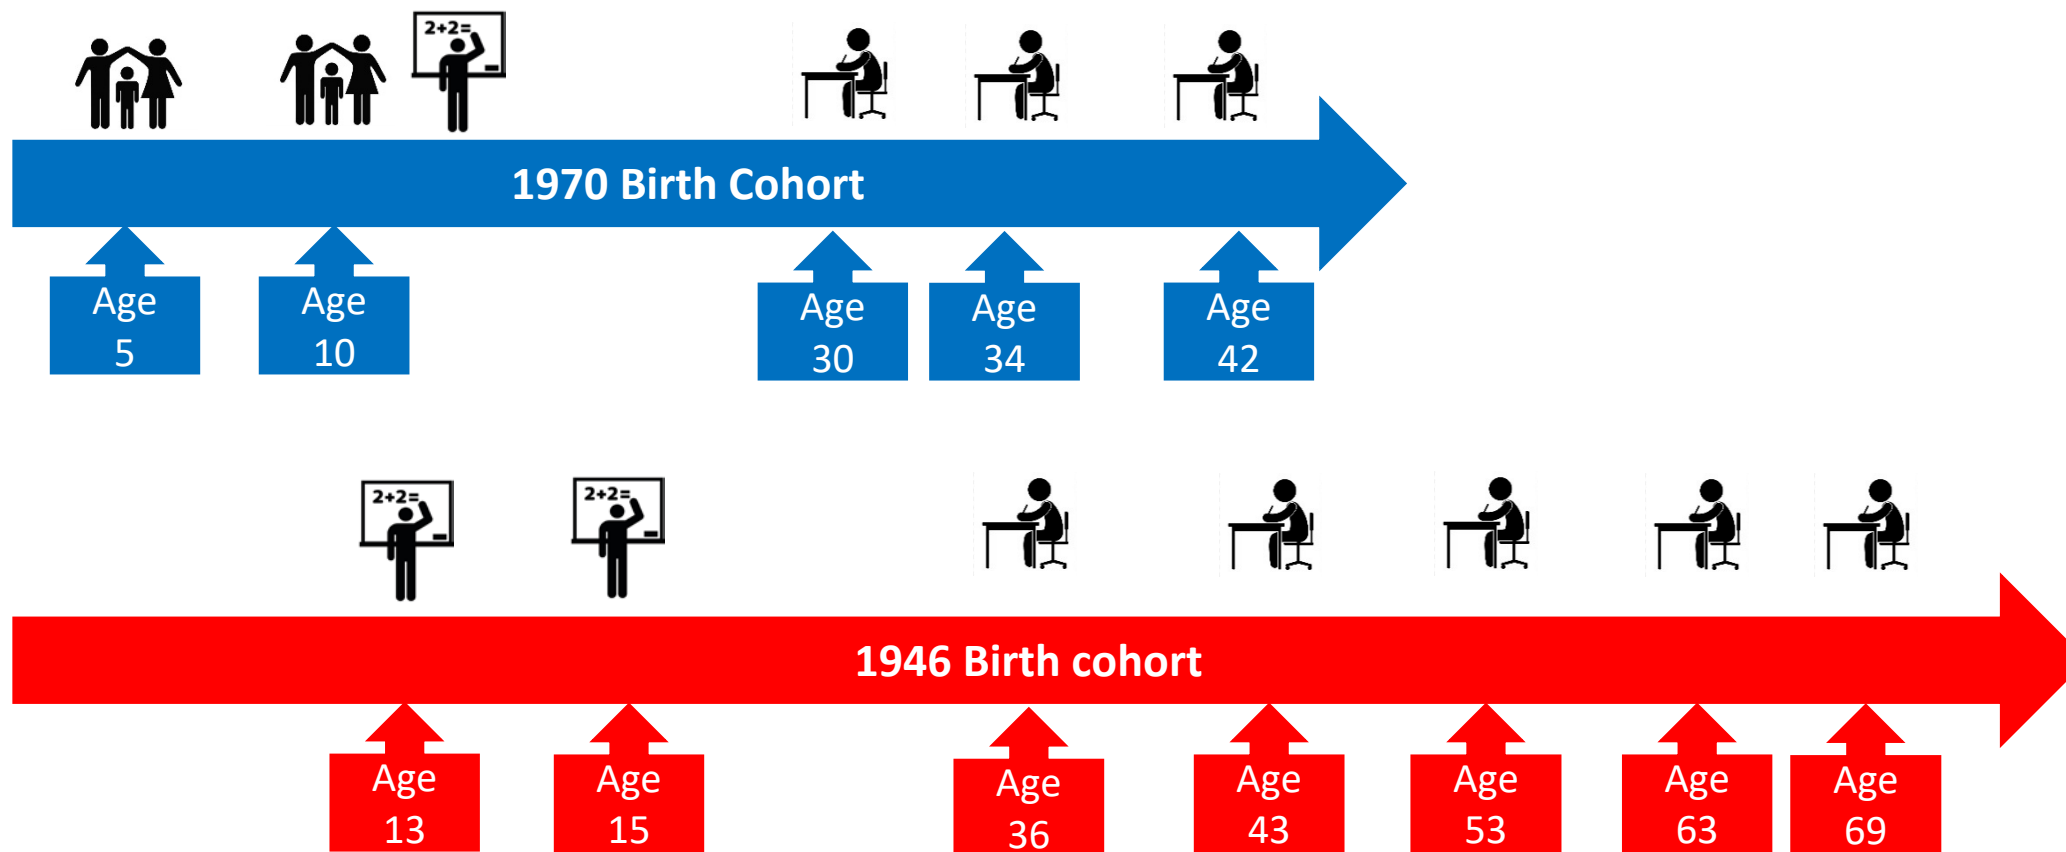 2+2=
1970 Birth Cohort
Age
5
Age
10
Age
30
Age
34
Age
42
2+2=
2+2=
1946 Birth cohort
Age
13
Age
15
Age
36
Age
43
Age
53
Age
63
Age
69